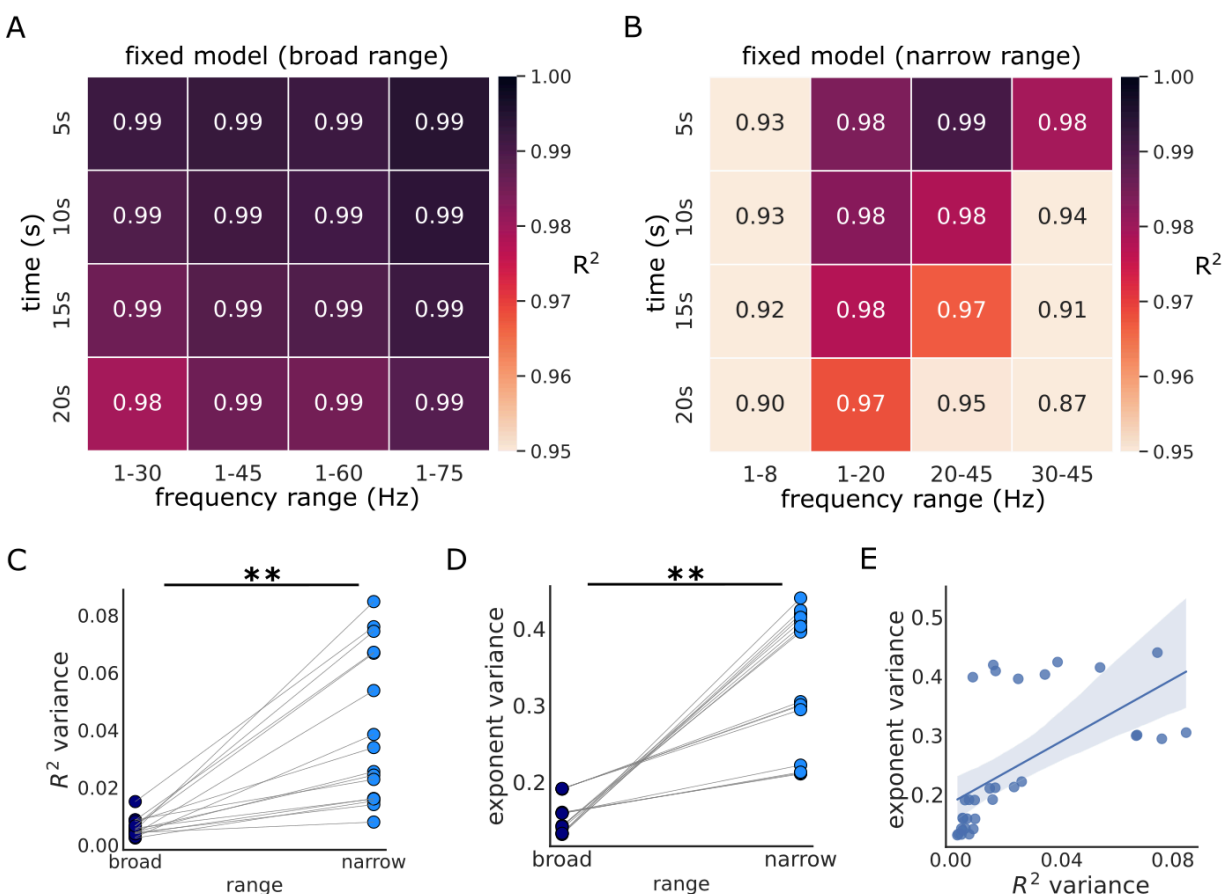 A
fixed model (broad range)
time (s)
5s
10s
15s
20s
0.99 0.99 0.99 0.99
0.99 0.99 0.99 0.99
0.99 0.99 0.99 0.99
0.98 0.99 0.99 0.99
1-30 1-45 1-60 1-75
frequency range (Hz)
1.00
0.99
0.98
0.97
0.96
0.95
R²
B
fixed model (narrow range)
time (s)
5s
10s
15s
20s
0.93 0.98 0.99 0.98
0.93 0.98 0.98 0.94
0.92 0.98 0.97 0.91
0.90 0.97 0.95 0.87
1-8 1-20 20-45 30-45
frequency range (Hz)
1.00
0.99
0.98
0.97
0.96
0.95
R²
C
**
R² variance
0.08
0.06
0.04
0.02
0.00
broad narrow
range
D
**
exponent variance
0.4
0.3
0.2
broad narrow
range
E
exponent variance
0.5
0.4
0.3
0.2
0.00 0.04 0.08
R² variance